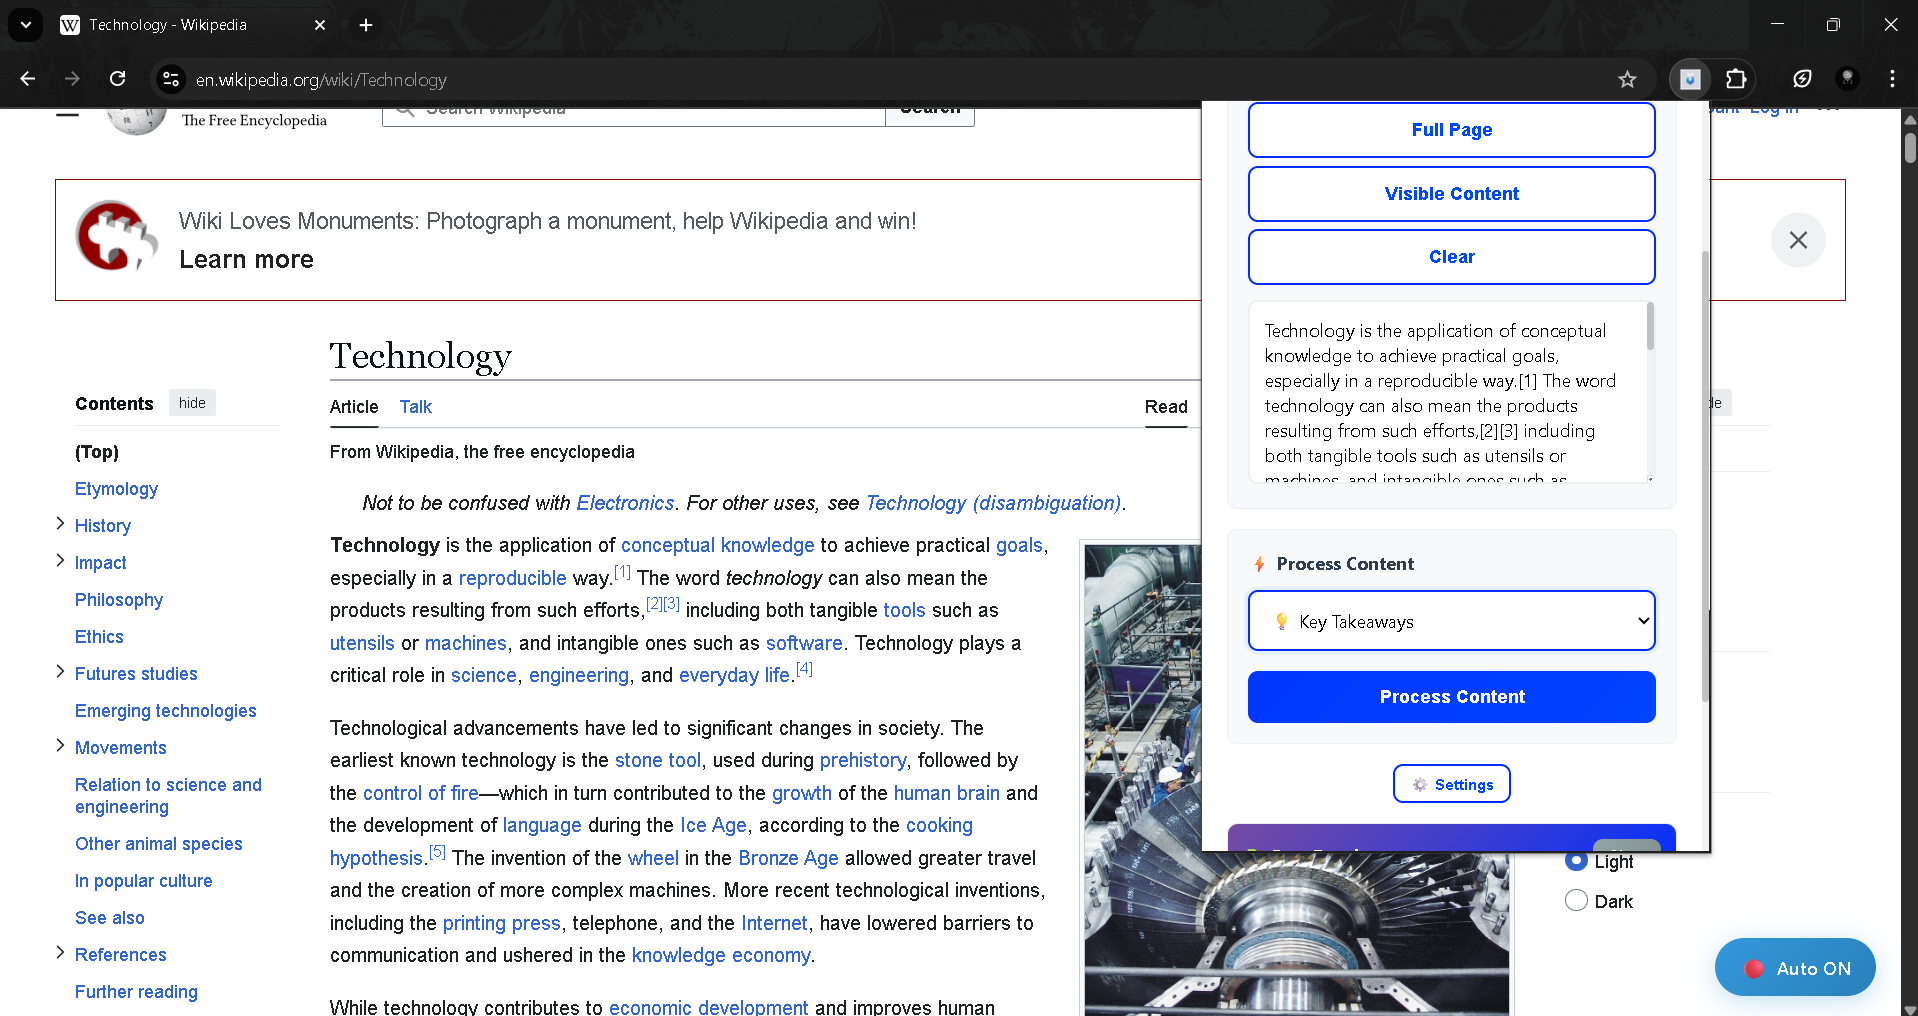 Technology - Wikipedia
en.wikipedia.org/wiki/Technology
The Free Encyclopedia
Search Wikipedia
Search
Log in
Wiki Loves Monuments: Photograph a monument, help Wikipedia and win!
Learn more
Contents hide
(Top)
Etymology
History
Impact
Philosophy
Ethics
Futures studies
Emerging technologies
Movements
Relation to science and
engineering
Other animal species
In popular culture
See also
References
Further reading
Technology
Article Talk Read
From Wikipedia, the free encyclopedia
Not to be confused with Electronics. For other uses, see Technology (disambiguation).
Technology is the application of conceptual knowledge to achieve practical goals,
especially in a reproducible way.[1] The word technology can also mean the
products resulting from such efforts,[2][3] including both tangible tools such as
utensils or machines, and intangible ones such as software. Technology plays a
critical role in science, engineering, and everyday life.[4]
Technological advancements have led to significant changes in society. The
earliest known technology is the stone tool, used during prehistory, followed by
the control of fire—which in turn contributed to the growth of the human brain and
the development of language during the Ice Age, according to the cooking
hypothesis.[5] The invention of the wheel in the Bronze Age allowed greater travel
and the creation of more complex machines. More recent technological inventions,
including the printing press, telephone, and the Internet, have lowered barriers to
communication and ushered in the knowledge economy.
While technology contributes to economic development and improves human
Full Page
Visible Content
Clear
Technology is the application of conceptual
knowledge to achieve practical goals,
especially in a reproducible way.[1] The word
technology can also mean the products
resulting from such efforts,[2][3] including
both tangible tools such as utensils or
machines, and intangible ones such as
Process Content
Key Takeaways
Process Content
Settings
Light
Dark
Auto ON